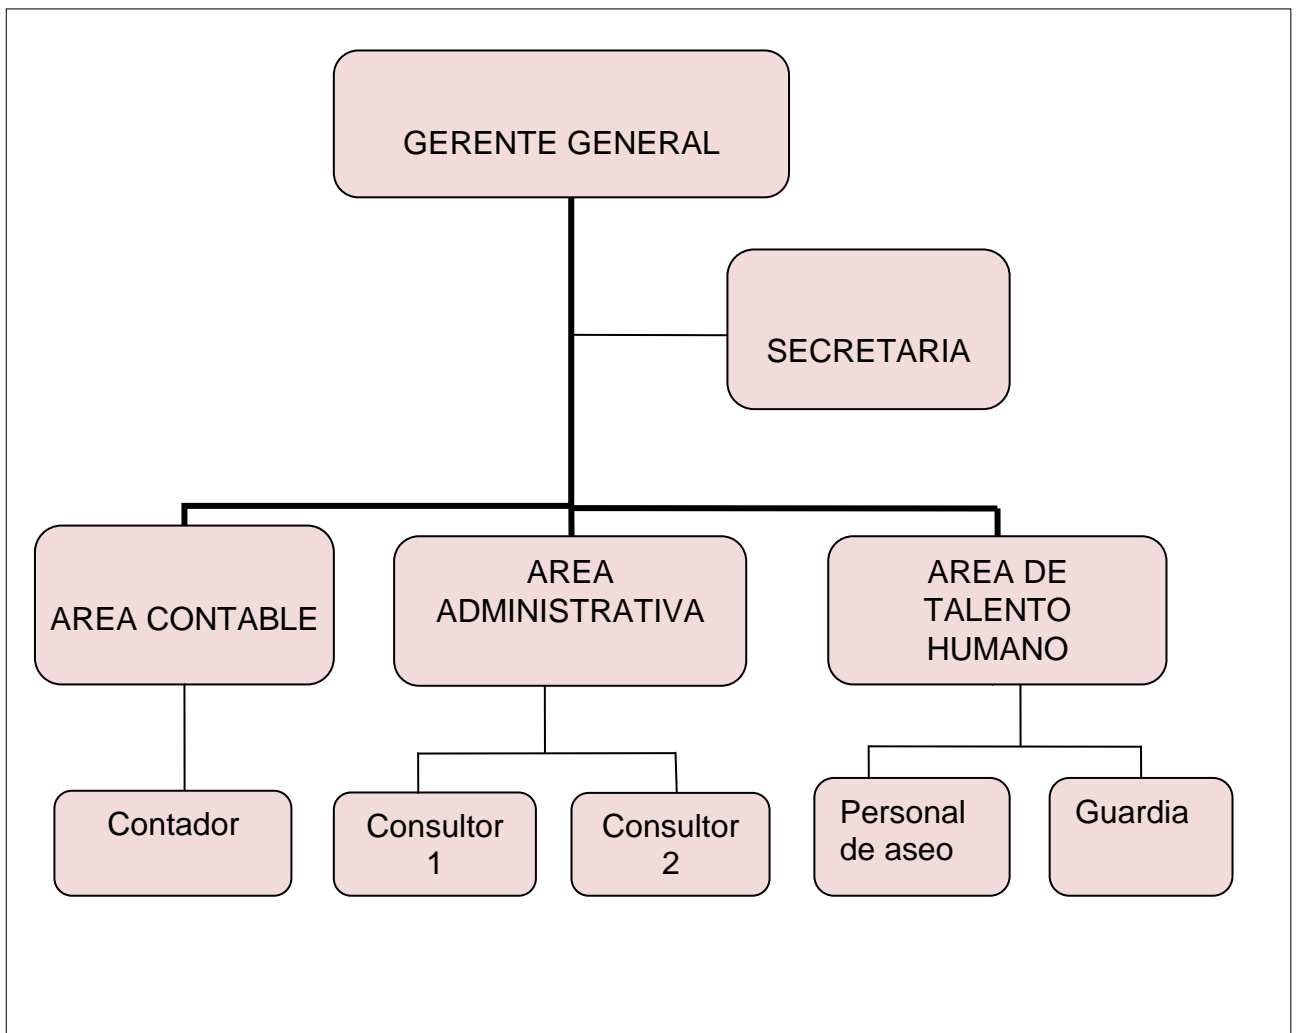 GERENTE GENERAL
SECRETARIA
AREA CONTABLE
AREA
ADMINISTRATIVA
AREA DE
TALENTO
HUMANO
Contador
Consultor
1
Consultor
2
Personal
de aseo
Guardia